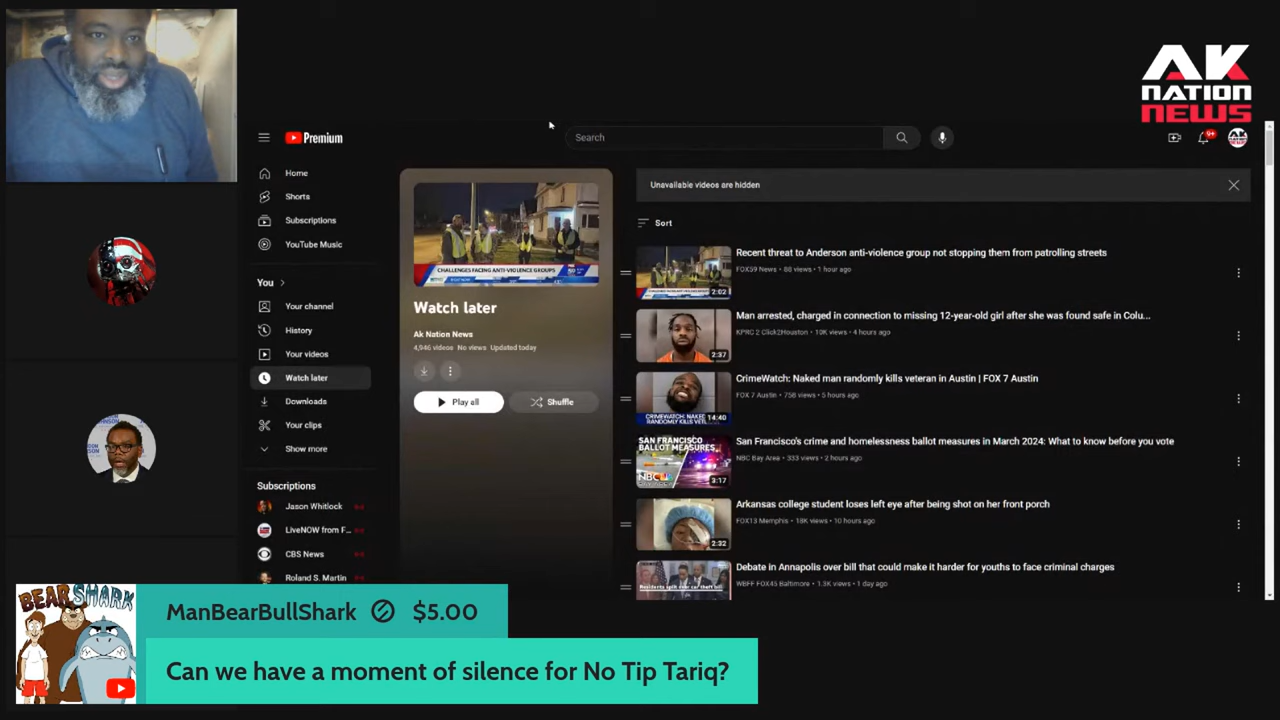 AK
NATION
NEWS
Premium
Search
9+
Home
Shorts
Subscriptions
YouTube Music
You
Your channel
History
Your videos
Watch later
Downloads
Your clips
Show more
Subscriptions
Jason Whitlock
LiveNOW from F...
CBS News
Roland S. Martin
CHALLENGES FACING ANTI-VIOLENCE GROUPS
Watch later
Ak Nation News
4,946 videos No views Updated today
Play all
Shuffle
Unavailable videos are hidden
Sort
Recent threat to Anderson anti-violence group not stopping them from patrolling streets
FOX59 News • 88 views • 1 hour ago
2:02
Man arrested, charged in connection to missing 12-year-old girl after she was found safe in Colu...
KPRC 2 Click2Houston • 10K views • 4 hours ago
2:37
CrimeWatch: Naked man randomly kills veteran in Austin | FOX 7 Austin
FOX 7 Austin • 758 views • 5 hours ago
CRIMEWATCH: NAKED
RANDOMLY KILLS VET
14:40
San Francisco's crime and homelessness ballot measures in March 2024: What to know before you vote
NBC Bay Area • 333 views • 2 hours ago
SAN FRANCISCO
BALLOT MEASURES
NBC
3:17
Arkansas college student loses left eye after being shot on her front porch
FOX13 Memphis • 18K views • 10 hours ago
2:32
Debate in Annapolis over bill that could make it harder for youths to face criminal charges
WBFF FOX45 Baltimore • 1.3K views • 1 day ago
BEAR SHARK
ManBearBullShark $5.00
Can we have a moment of silence for No Tip Tariq?